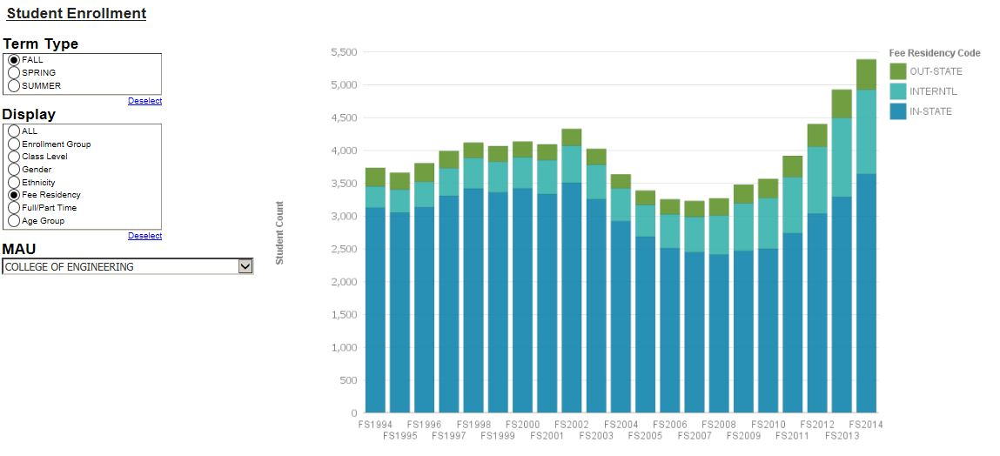 Student Enrollment
Term Type
FALL
SPRING
SUMMER
Deselect
Display
ALL
Enrollment Group
Class Level
Gender
Ethnicity
Fee Residency
Full/Part Time
Age Group
Deselect
MAU
COLLEGE OF ENGINEERING
Student Count
5,500
5,000
4,500
4,000
3,500
3,000
2,500
2,000
1,500
1,000
500
0
FS1994 FS1996 FS1998 FS2000 FS2002 FS2004 FS2006 FS2008 FS2010 FS2012 FS2014
FS1995 FS1997 FS1999 FS2001 FS2003 FS2005 FS2007 FS2009 FS2011 FS2013
Fee Residency Code
OUT-STATE
INTERNTL
IN-STATE